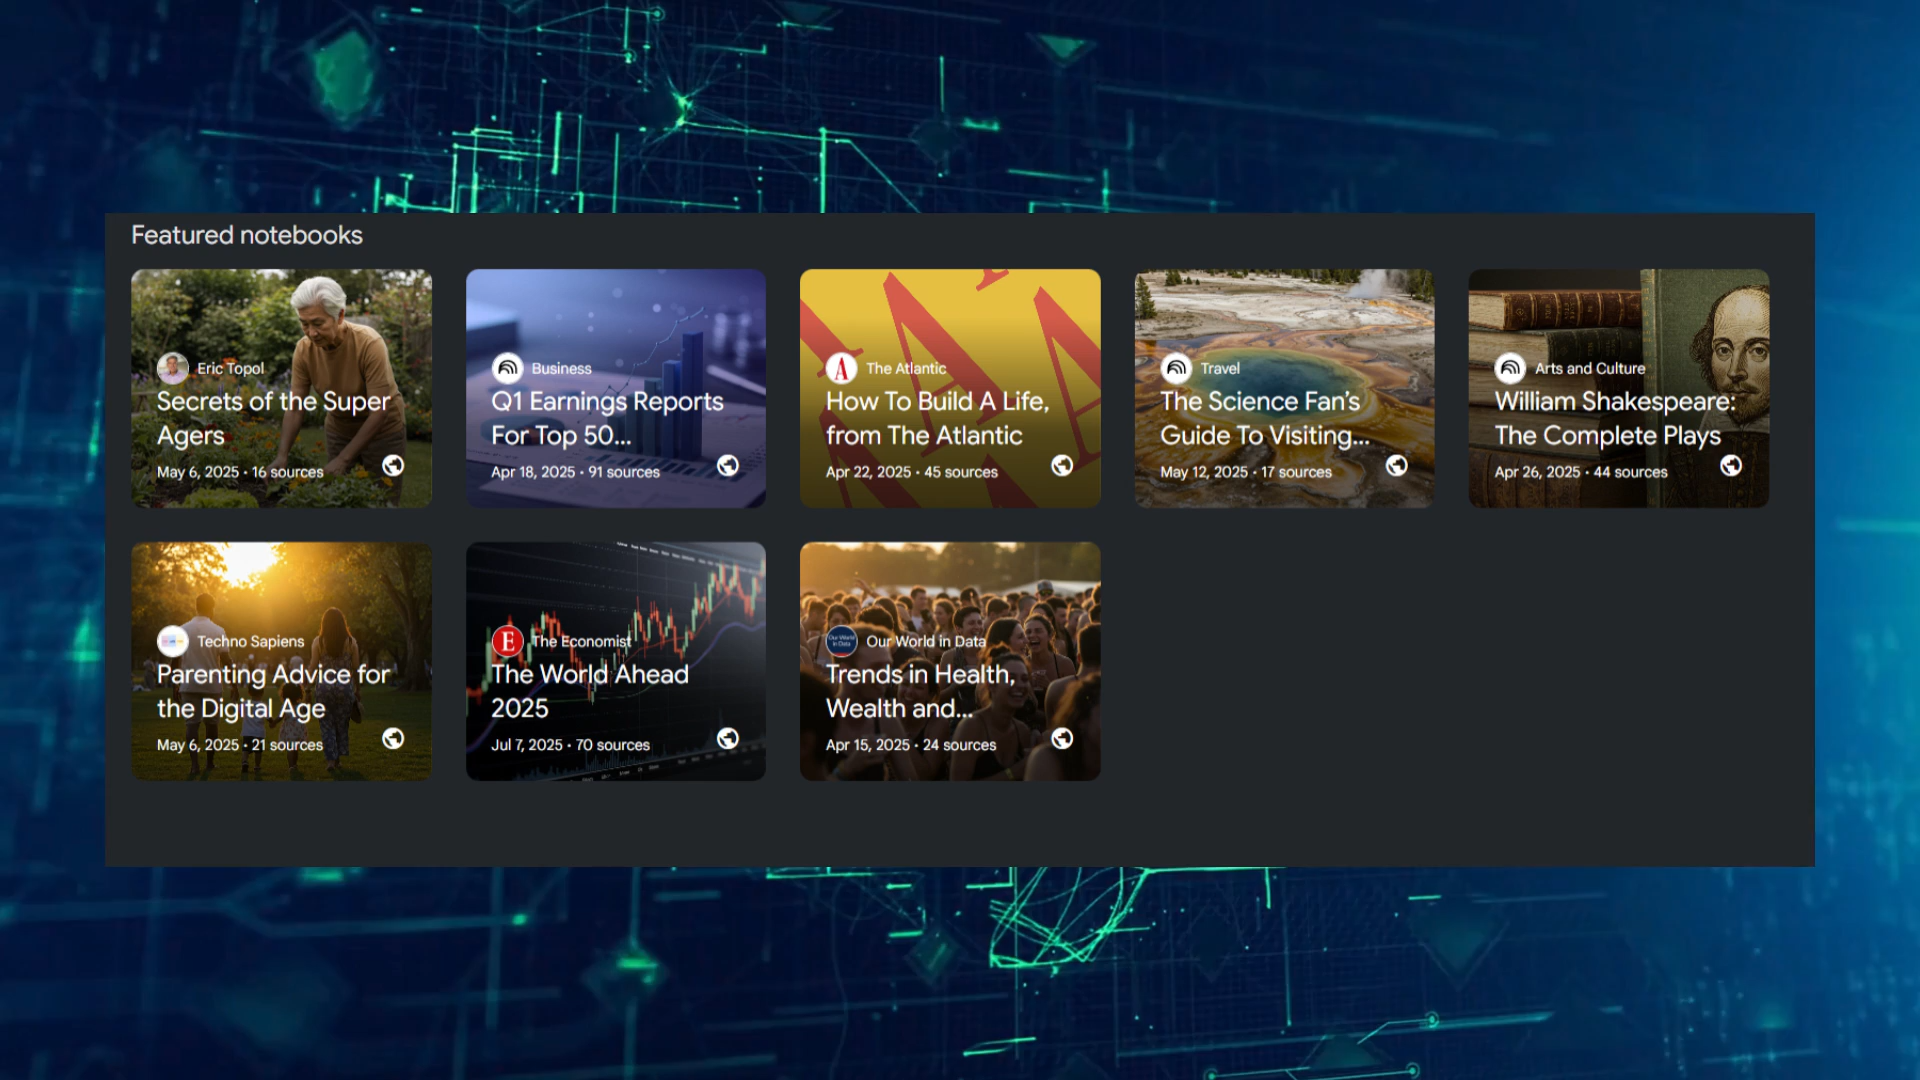 Featured notebooks
Eric Topol
Secrets of the Super
Agers
May 6, 2025 • 16 sources
Business
Q1 Earnings Reports
For Top 50...
Apr 18, 2025 • 91 sources
The Atlantic
How To Build A Life,
from The Atlantic
Apr 22, 2025 • 45 sources
Travel
The Science Fan's
Guide To Visiting...
May 12, 2025 • 17 sources
Arts and Culture
William Shakespeare:
The Complete Plays
Apr 26, 2025 • 44 sources
Techno Sapiens
Parenting Advice for
the Digital Age
May 6, 2025 • 21 sources
E
The Economist
The World Ahead
2025
Jul 7, 2025 • 70 sources
Our World
in Data
Our World in Data
Trends in Health,
Wealth and...
Apr 15, 2025 • 24 sources